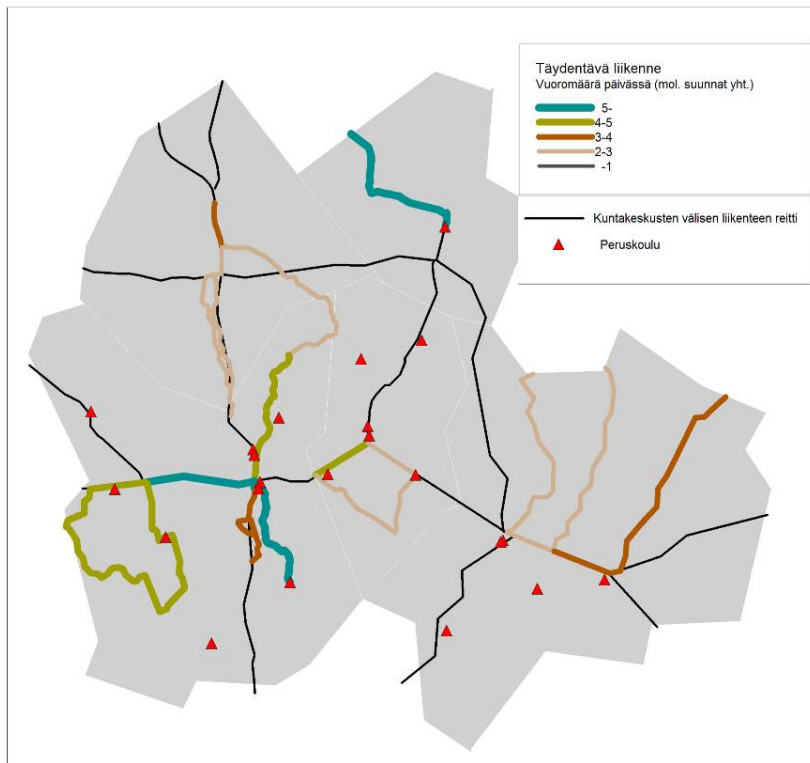 Täydentävä liikenne
Vuoromäärä päivässä (mol. suunnat yht.)
5-
4-5
3-4
2-3
-1
Kuntakeskusten välisen liikenteen reitti
Peruskoulu